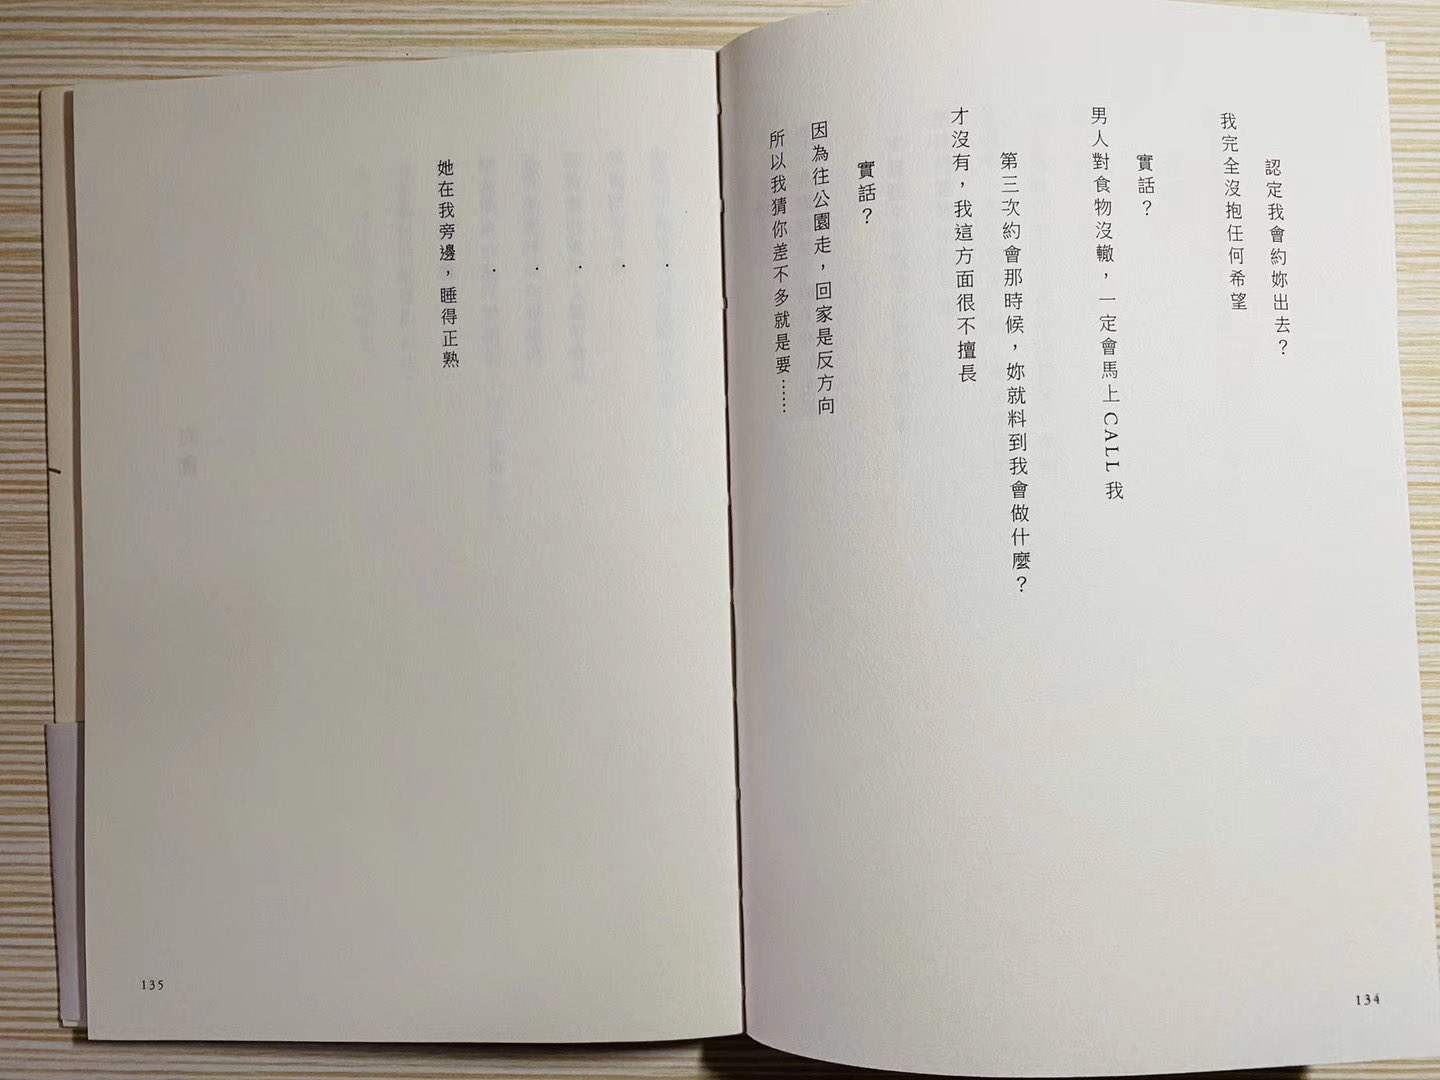 認定我會約妳出去？
我完全沒抱任何希望
實話？
男人對食物沒轍，一定會馬上CALL我
第三次約會那時候，妳就料到我會做什麼？
才沒有，我這方面很不擅長
實話？
因為往公園走，回家是反方向
所以我猜你差不多就是要……
134
．
．
．
．
．
她在我旁邊，睡得正熟
135